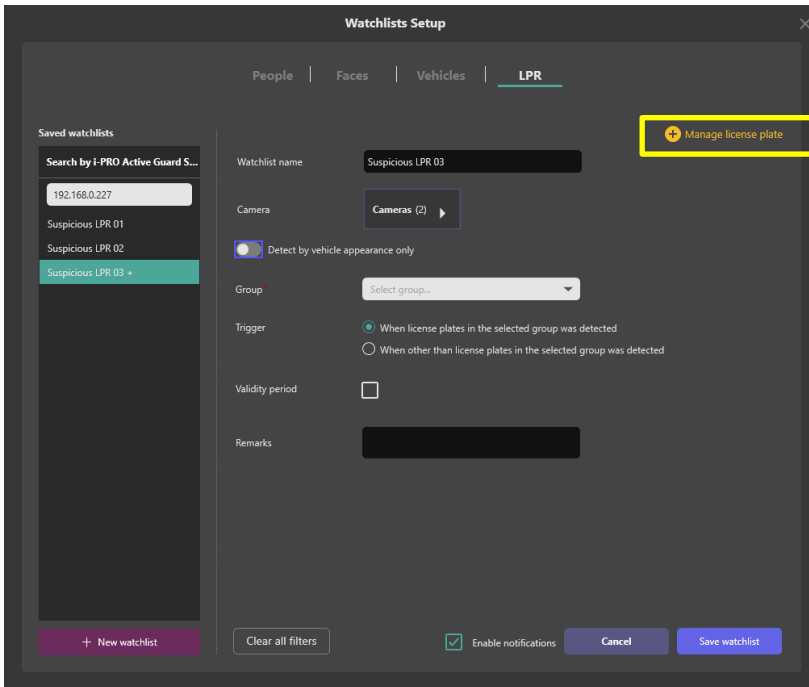 Watchlists Setup
People | Faces | Vehicles | LPR
Saved watchlists
Manage license plate
Search by i-PRO Active Guard S...
192.168.0.227
Suspicious LPR 01
Suspicious LPR 02
Suspicious LPR 03 +
Watchlist name
Suspicious LPR 03
Camera
Cameras (2)
Detect by vehicle appearance only
Group*
Select group...
Trigger
When license plates in the selected group was detected
When other than license plates in the selected group was detected
Validity period
Remarks
+ New watchlist
Clear all filters
Enable notifications
Cancel
Save watchlist